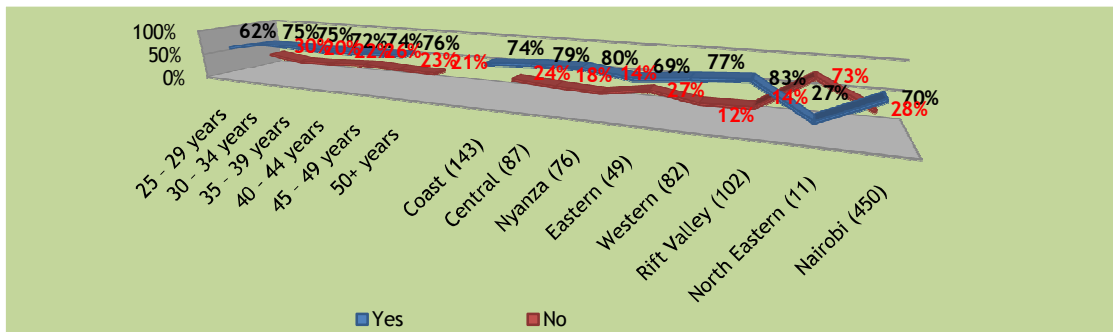 100%
50%
0%
62% 75% 75% 72% 74% 76% 74% 79% 80% 69% 77% 83% 27% 70%
30% 20% 22% 26% 23% 21% 24% 18% 14% 27% 12% 14% 73% 28%
25 - 29 years
30 - 34 years
35 - 39 years
40 - 44 years
45 - 49 years
50+ years
Coast (143)
Central (87)
Nyanza (76)
Eastern (49)
Western (82)
Rift Valley (102)
North Eastern (11)
Nairobi (450)
Yes No